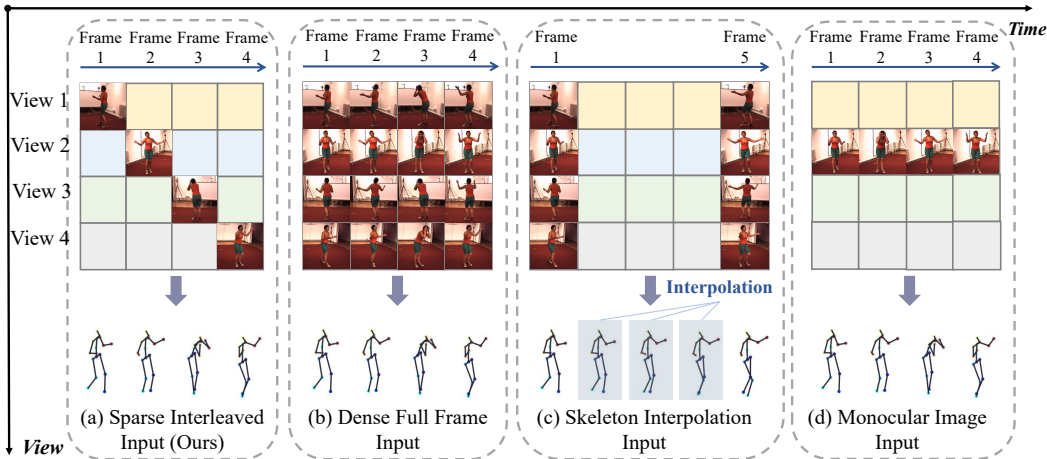 Time
Frame Frame Frame Frame
1 2 3 4
Frame Frame Frame Frame
1 2 3 4
Frame Frame
1 5
Frame Frame Frame Frame
1 2 3 4
View 1
View 2
View 3
View 4
Interpolation
(a) Sparse Interleaved
Input (Ours)
(b) Dense Full Frame
Input
(c) Skeleton Interpolation
Input
(d) Monocular Image
Input
View